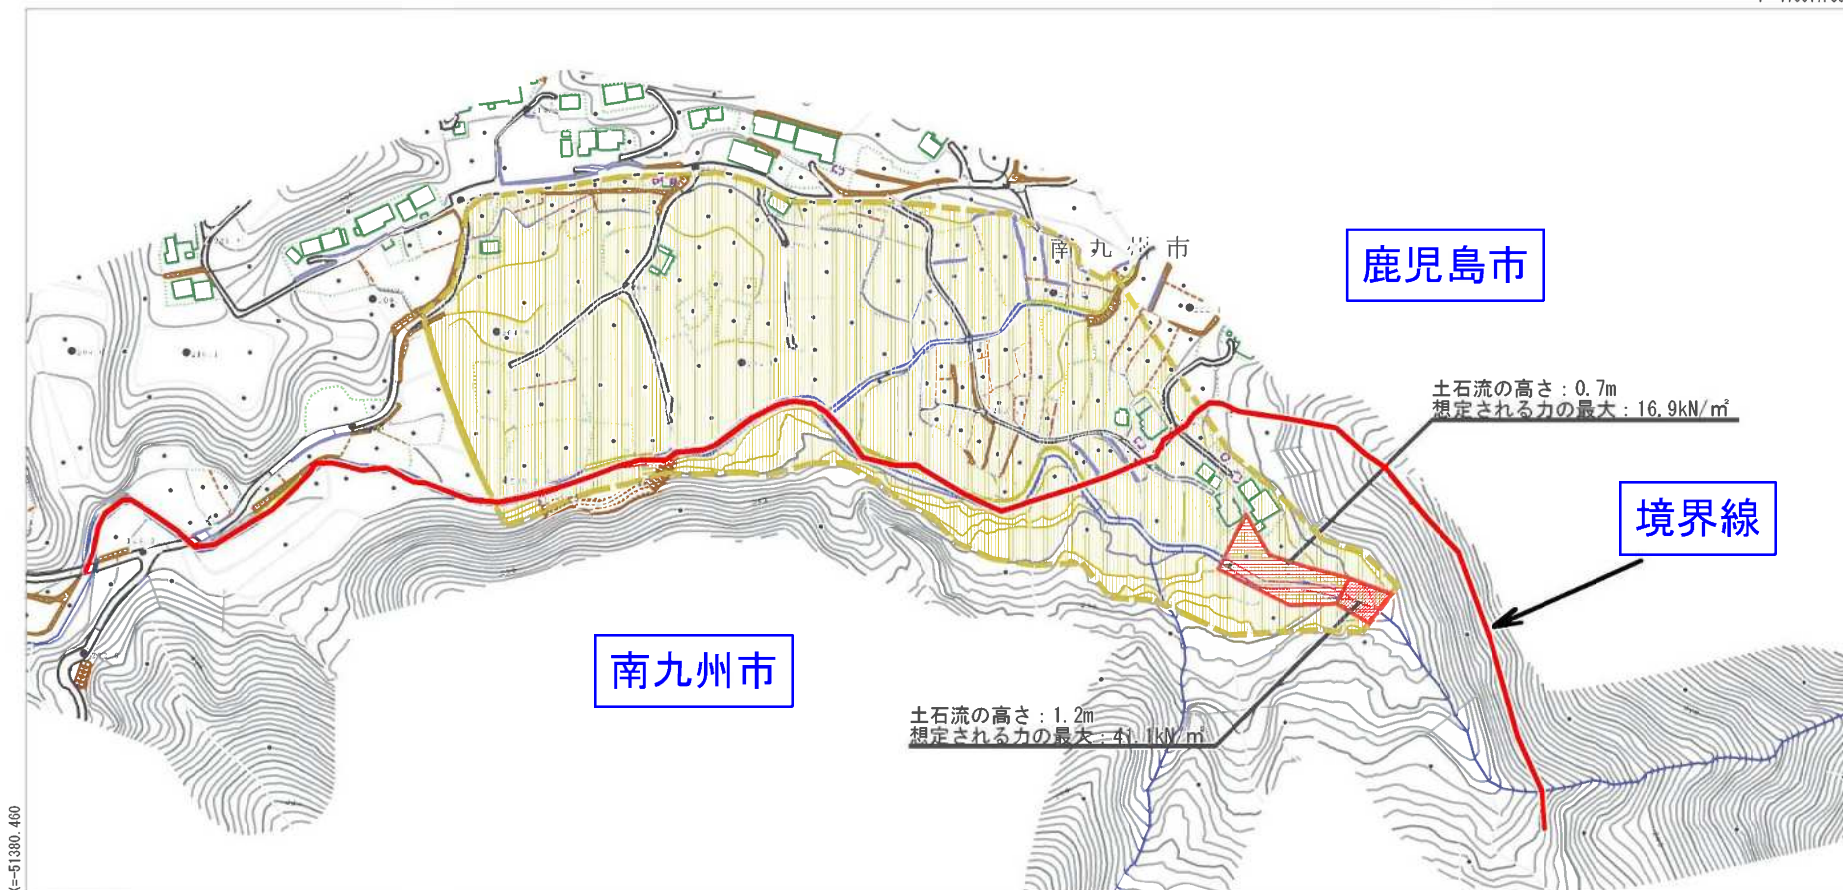 南九州市
鹿児島市
土石流の高さ：0.7m
想定される力の最大：16.9kN/㎡
境界線
南九州市
土石流の高さ：1.2m
想定される力の最大：41.1kN/㎡
X=-51380.460